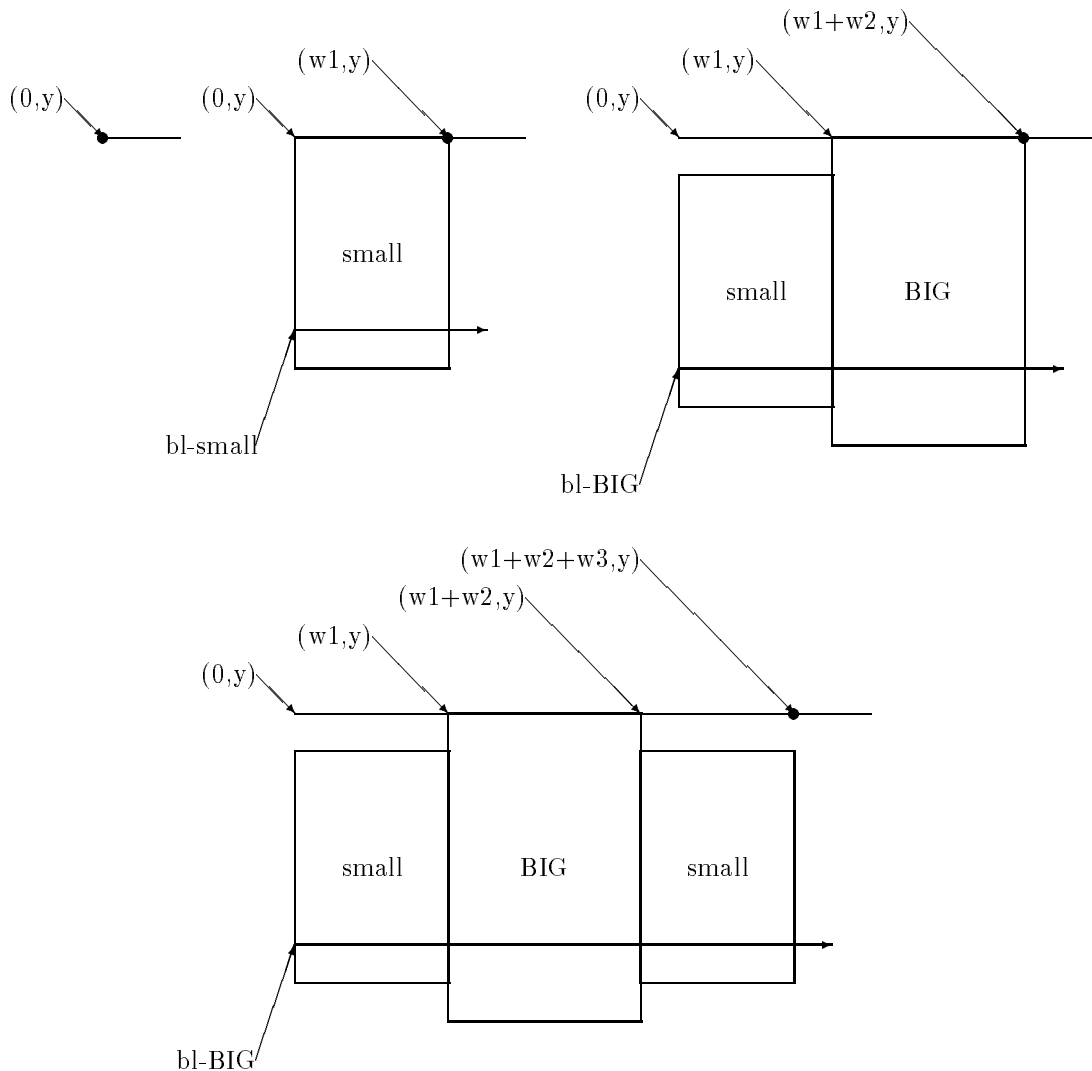 (w1+w2,y)
(w1,y)
(w1,y)
(0,y)
(0,y)
(0,y)
small
small
BIG
bl-small
bl-BIG
(w1+w2+w3,y)
(w1+w2,y)
(w1,y)
(0,y)
small
BIG
small
bl-BIG